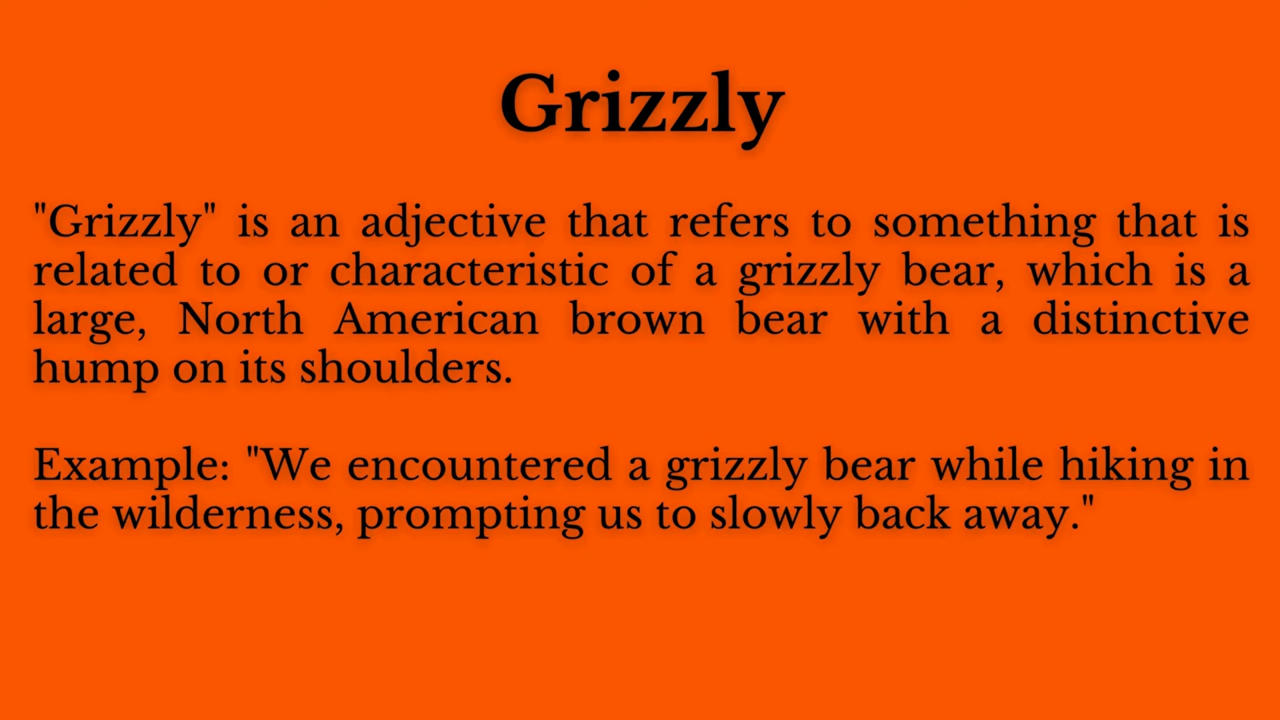 Grizzly
"Grizzly" is an adjective that refers to something that is
related to or characteristic of a grizzly bear, which is a
large, North American brown bear with a distinctive
hump on its shoulders.
Example: "We encountered a grizzly bear while hiking in
the wilderness, prompting us to slowly back away."